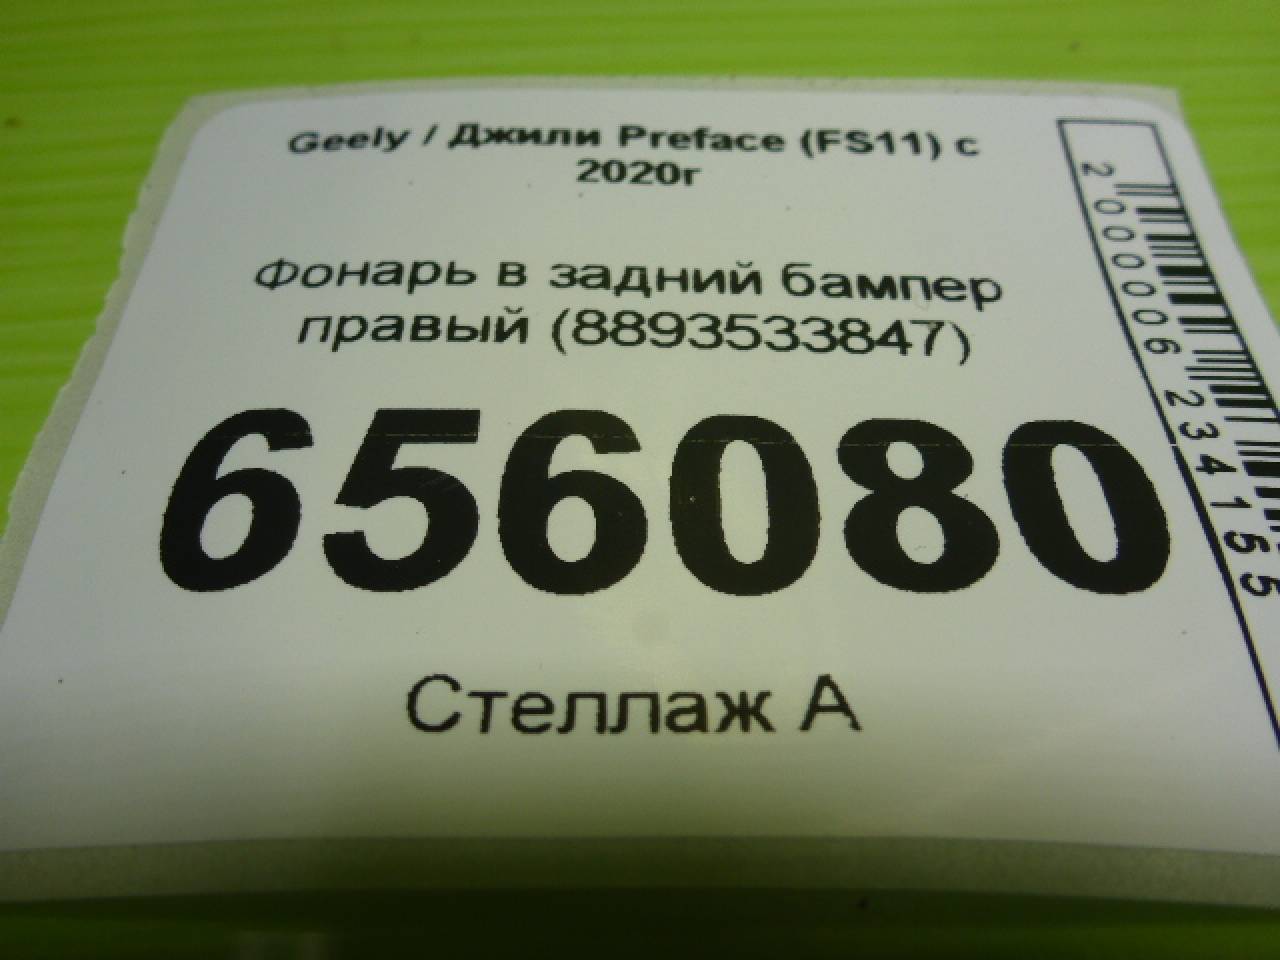 Geely / Джили Preface (FS11) с
2020г
Фонарь в задний бампер
правый (8893533847)
656080
Стеллаж А
2000006234155